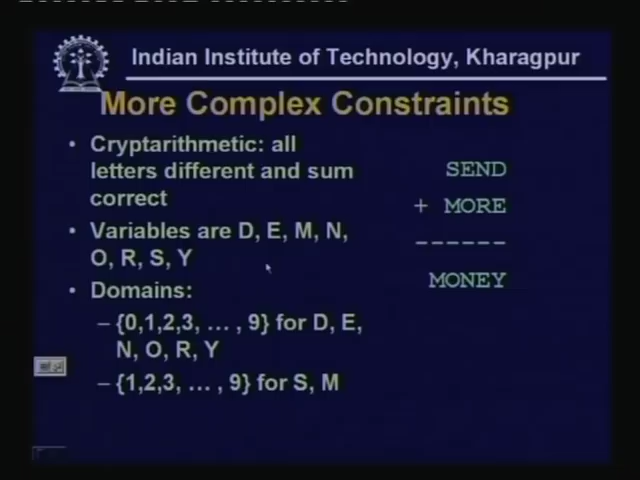 Indian Institute of Technology, Kharagpur
More Complex Constraints
• Cryptarithmetic: all
letters different and sum
correct
• Variables are D, E, M, N,
O, R, S, Y
• Domains:
– {0,1,2,3, … , 9} for D, E,
N, O, R, Y
– {1,2,3, … , 9} for S, M
SEND
+ MORE
------
MONEY